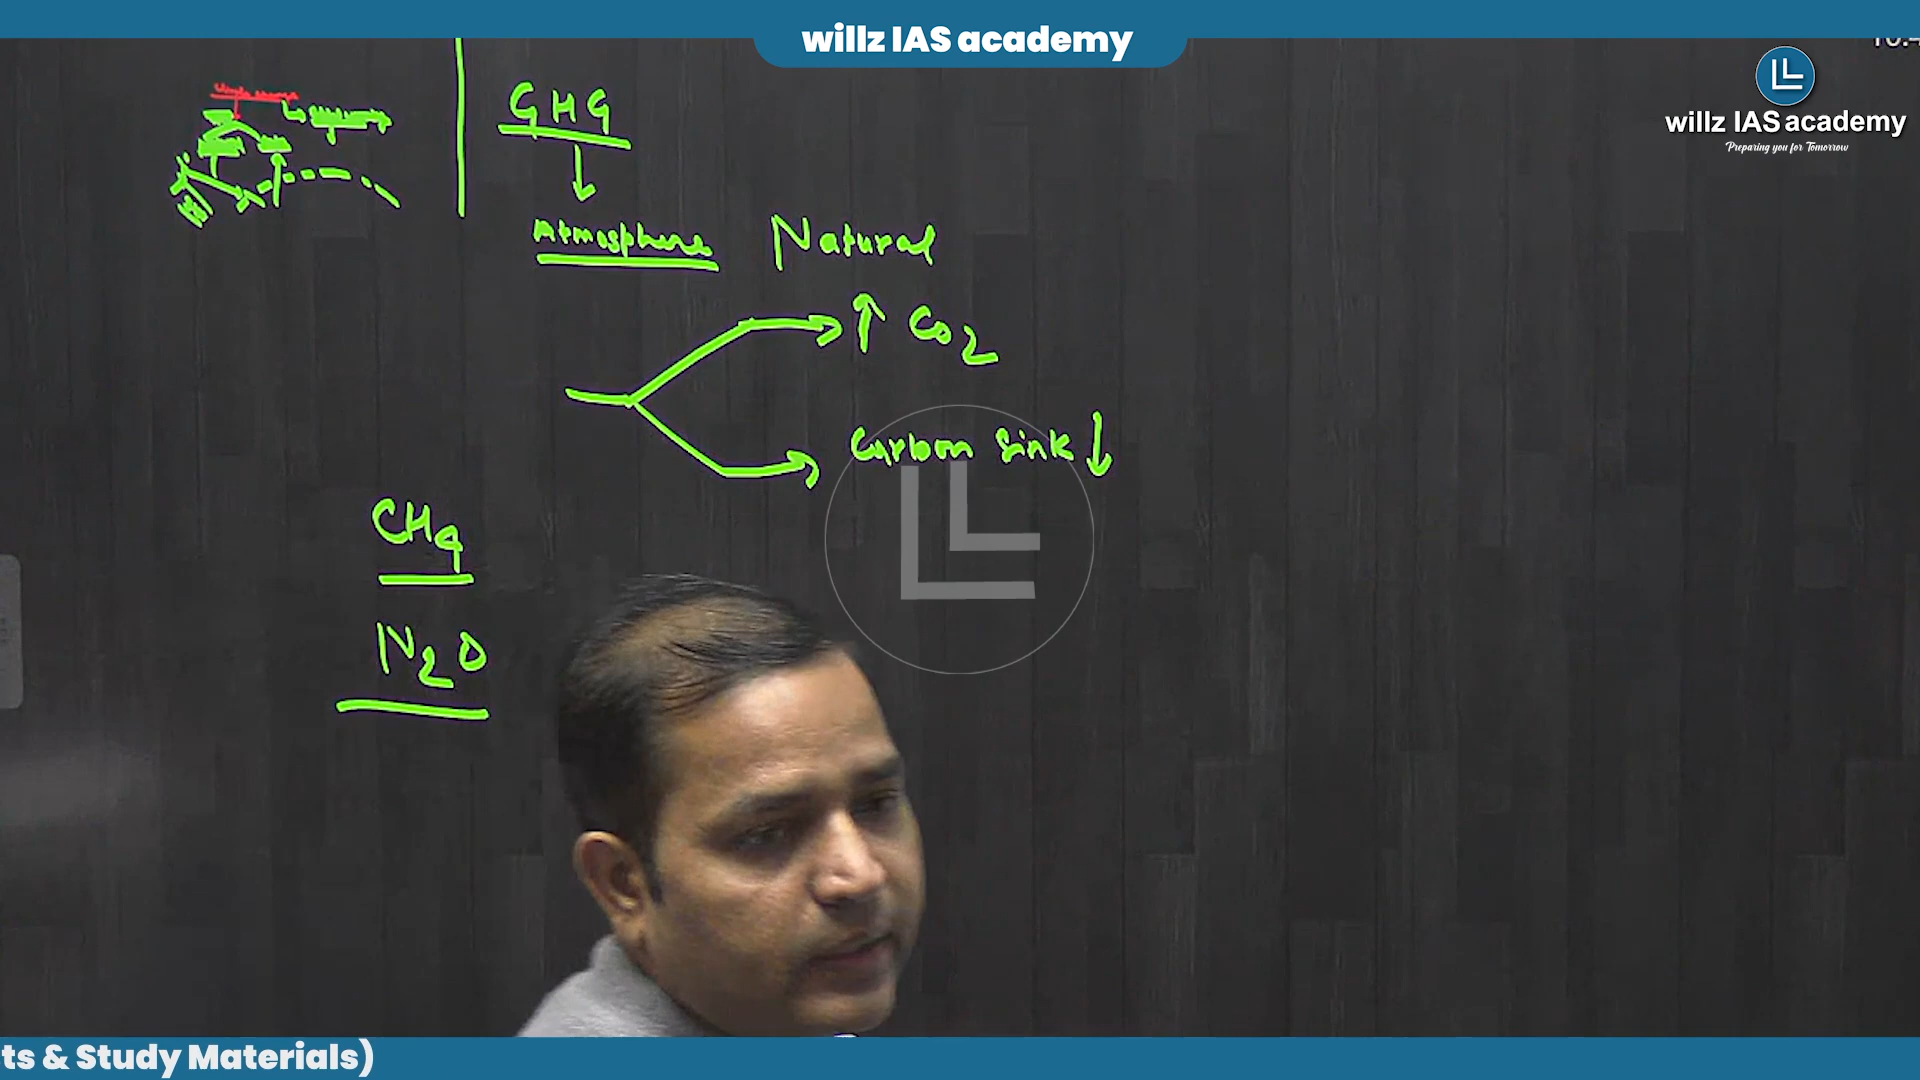 willz IAS academy
willz IAS academy
Preparing you for Tomorrow
GHG
Atmosphere Natural
↑ CO2
Carbon Sink ↓
CH4
N2O
ts & Study Materials)